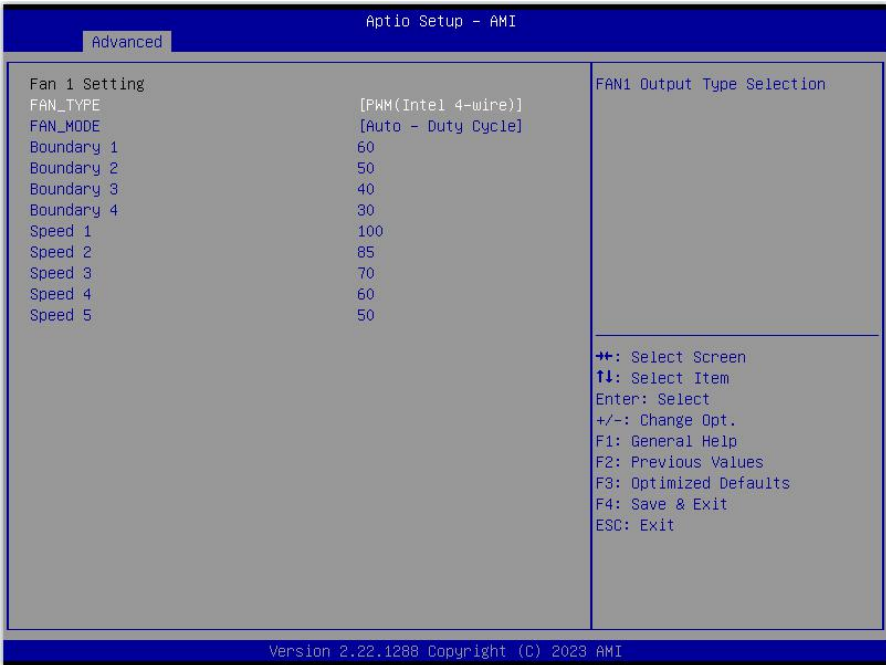 Aptio Setup – AMI
Advanced
Fan 1 Setting
FAN_TYPE [PWM(Intel 4-wire)]
FAN_MODE [Auto – Duty Cycle]
Boundary 1 60
Boundary 2 50
Boundary 3 40
Boundary 4 30
Speed 1 100
Speed 2 85
Speed 3 70
Speed 4 60
Speed 5 50
FAN1 Output Type Selection
→←: Select Screen
↑↓: Select Item
Enter: Select
+/-: Change Opt.
F1: General Help
F2: Previous Values
F3: Optimized Defaults
F4: Save & Exit
ESC: Exit
Version 2.22.1288 Copyright (C) 2023 AMI